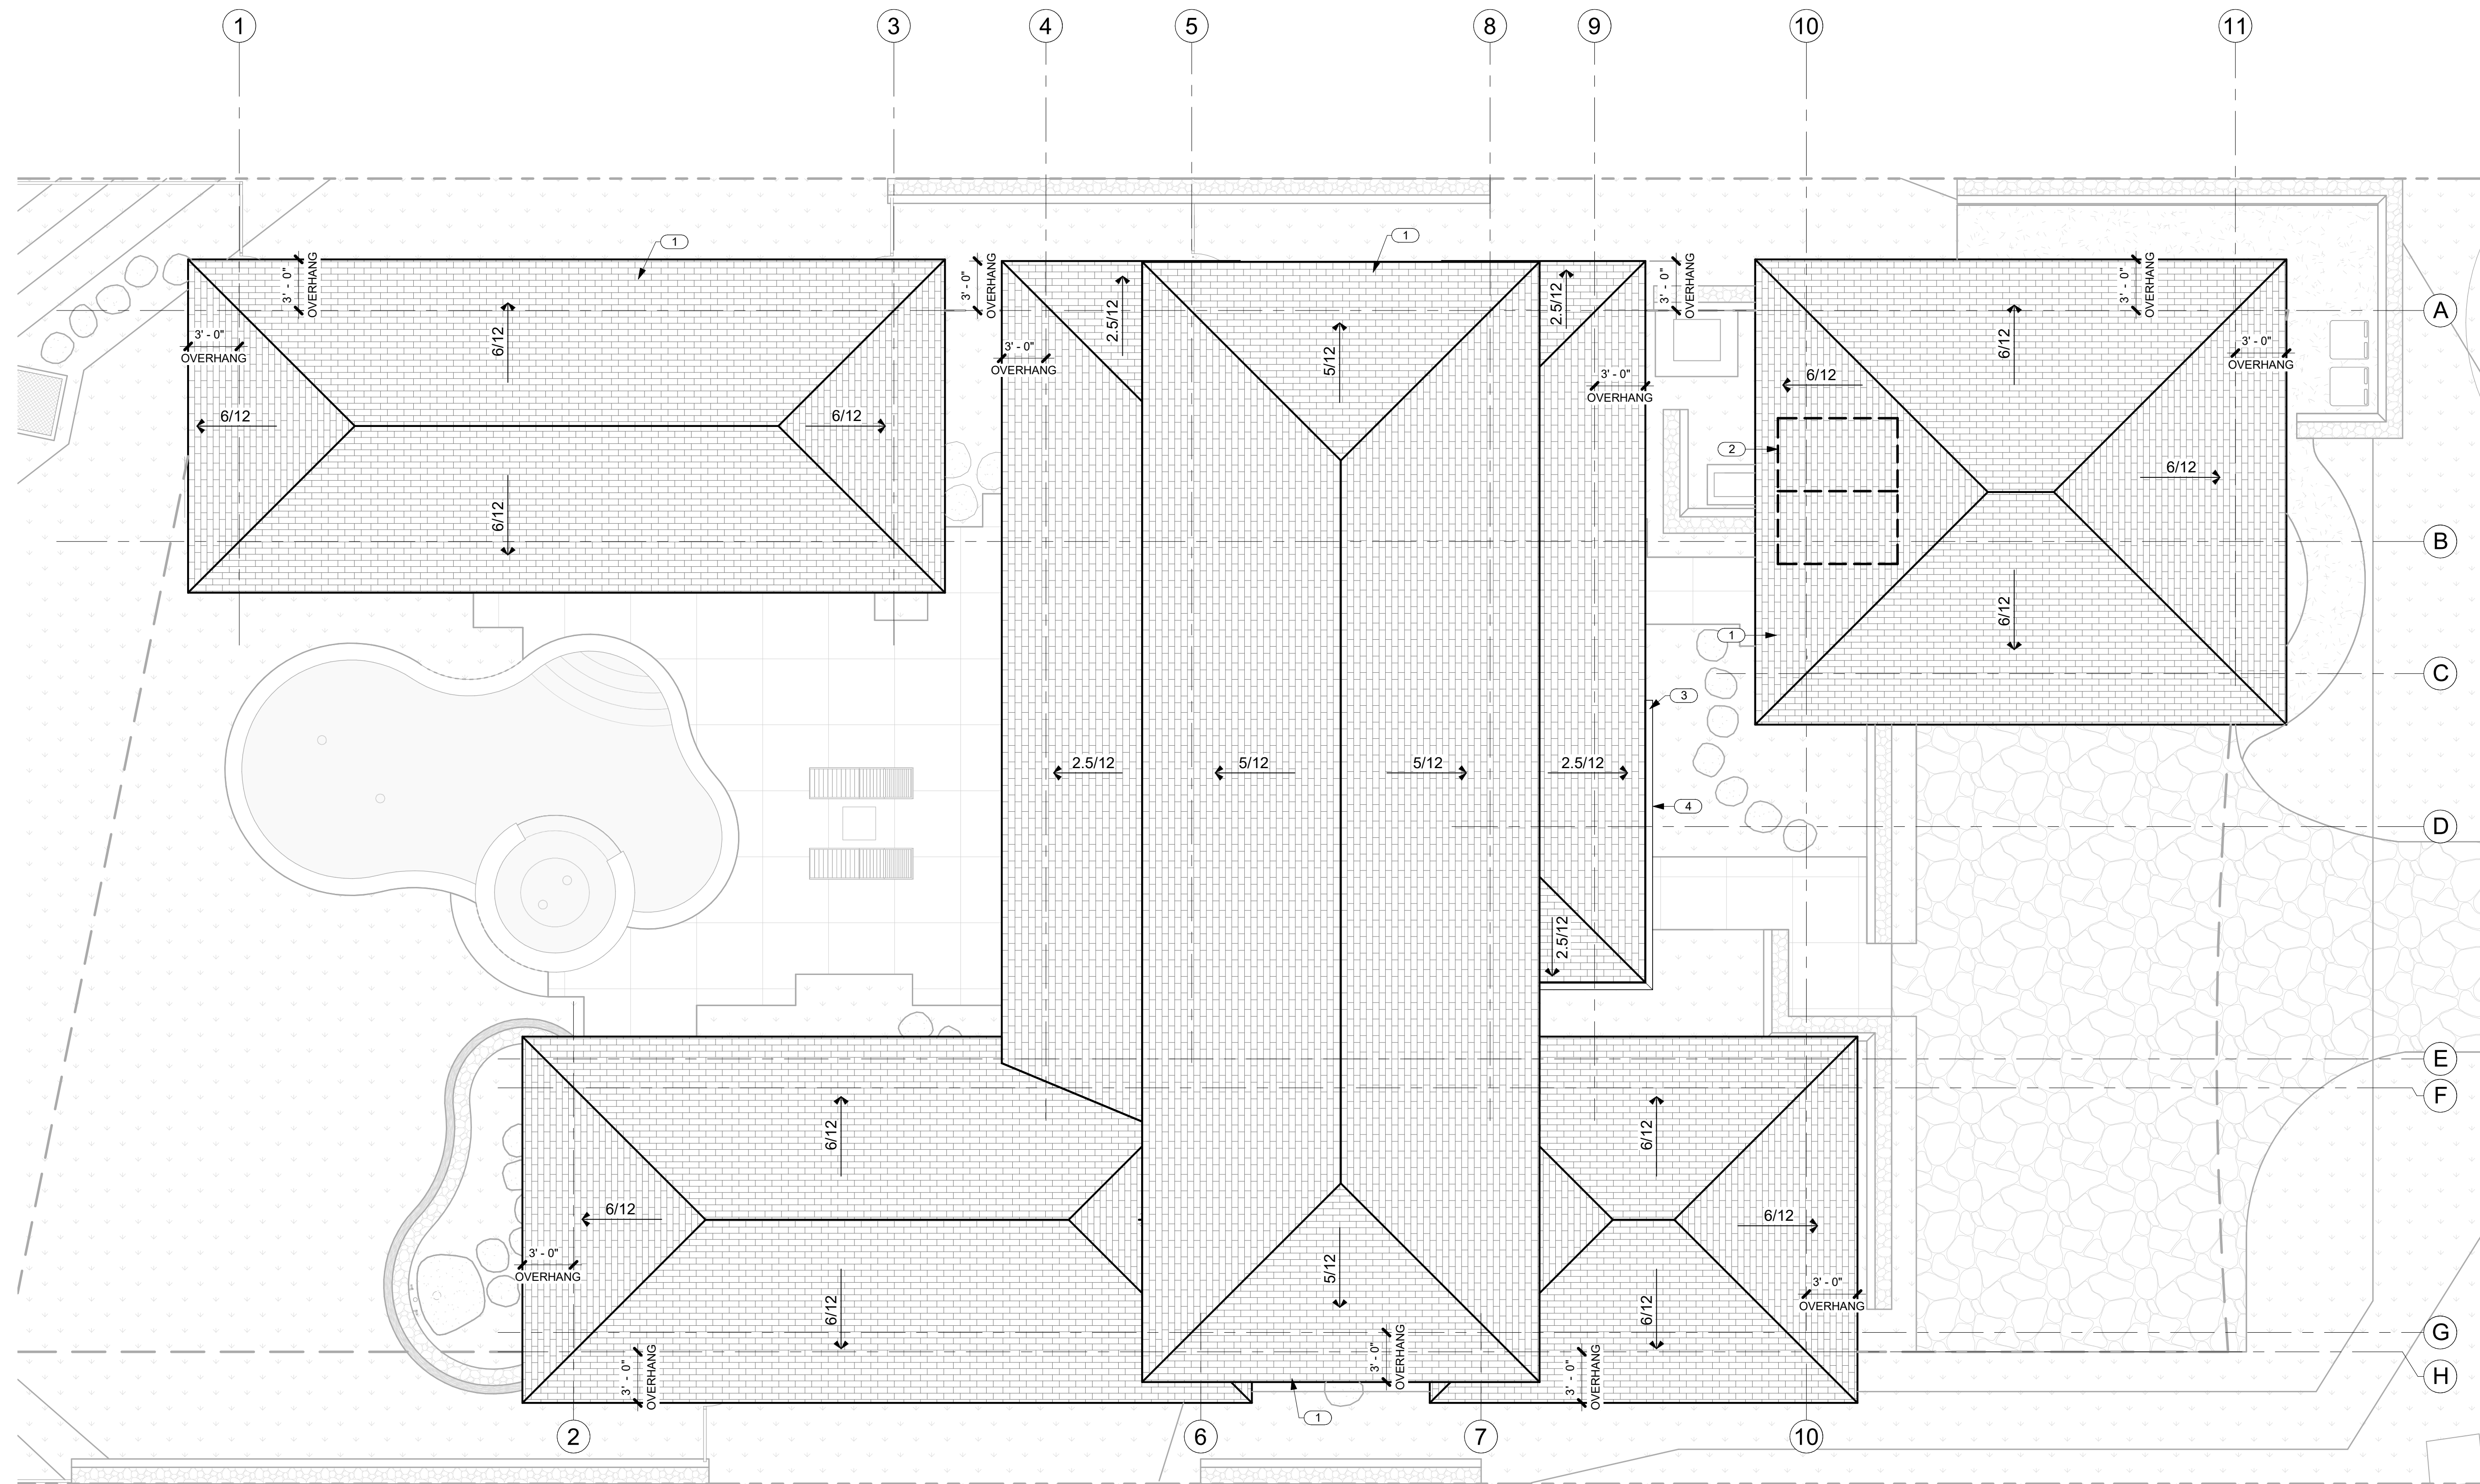 1
3
4
5
8
9
10
11
1
1
3' - 0"
OVERHANG
3' - 0"
OVERHANG
3' - 0"
OVERHANG
3' - 0"
OVERHANG
A
3' - 0"
OVERHANG
6/12
2.5/12
5/12
2.5/12
6/12
3' - 0"
OVERHANG
3' - 0"
OVERHANG
3' - 0"
OVERHANG
6/12
6/12
6/12
2
6/12
6/12
B
6/12
1
C
3
2.5/12
5/12
5/12
2.5/12
4
D
2.5/12
E
F
6/12
6/12
6/12
6/12
3' - 0"
OVERHANG
5/12
3' - 0"
OVERHANG
6/12
6/12
G
3' - 0"
OVERHANG
3' - 0"
OVERHANG
3' - 0"
OVERHANG
H
1
2
6
7
10